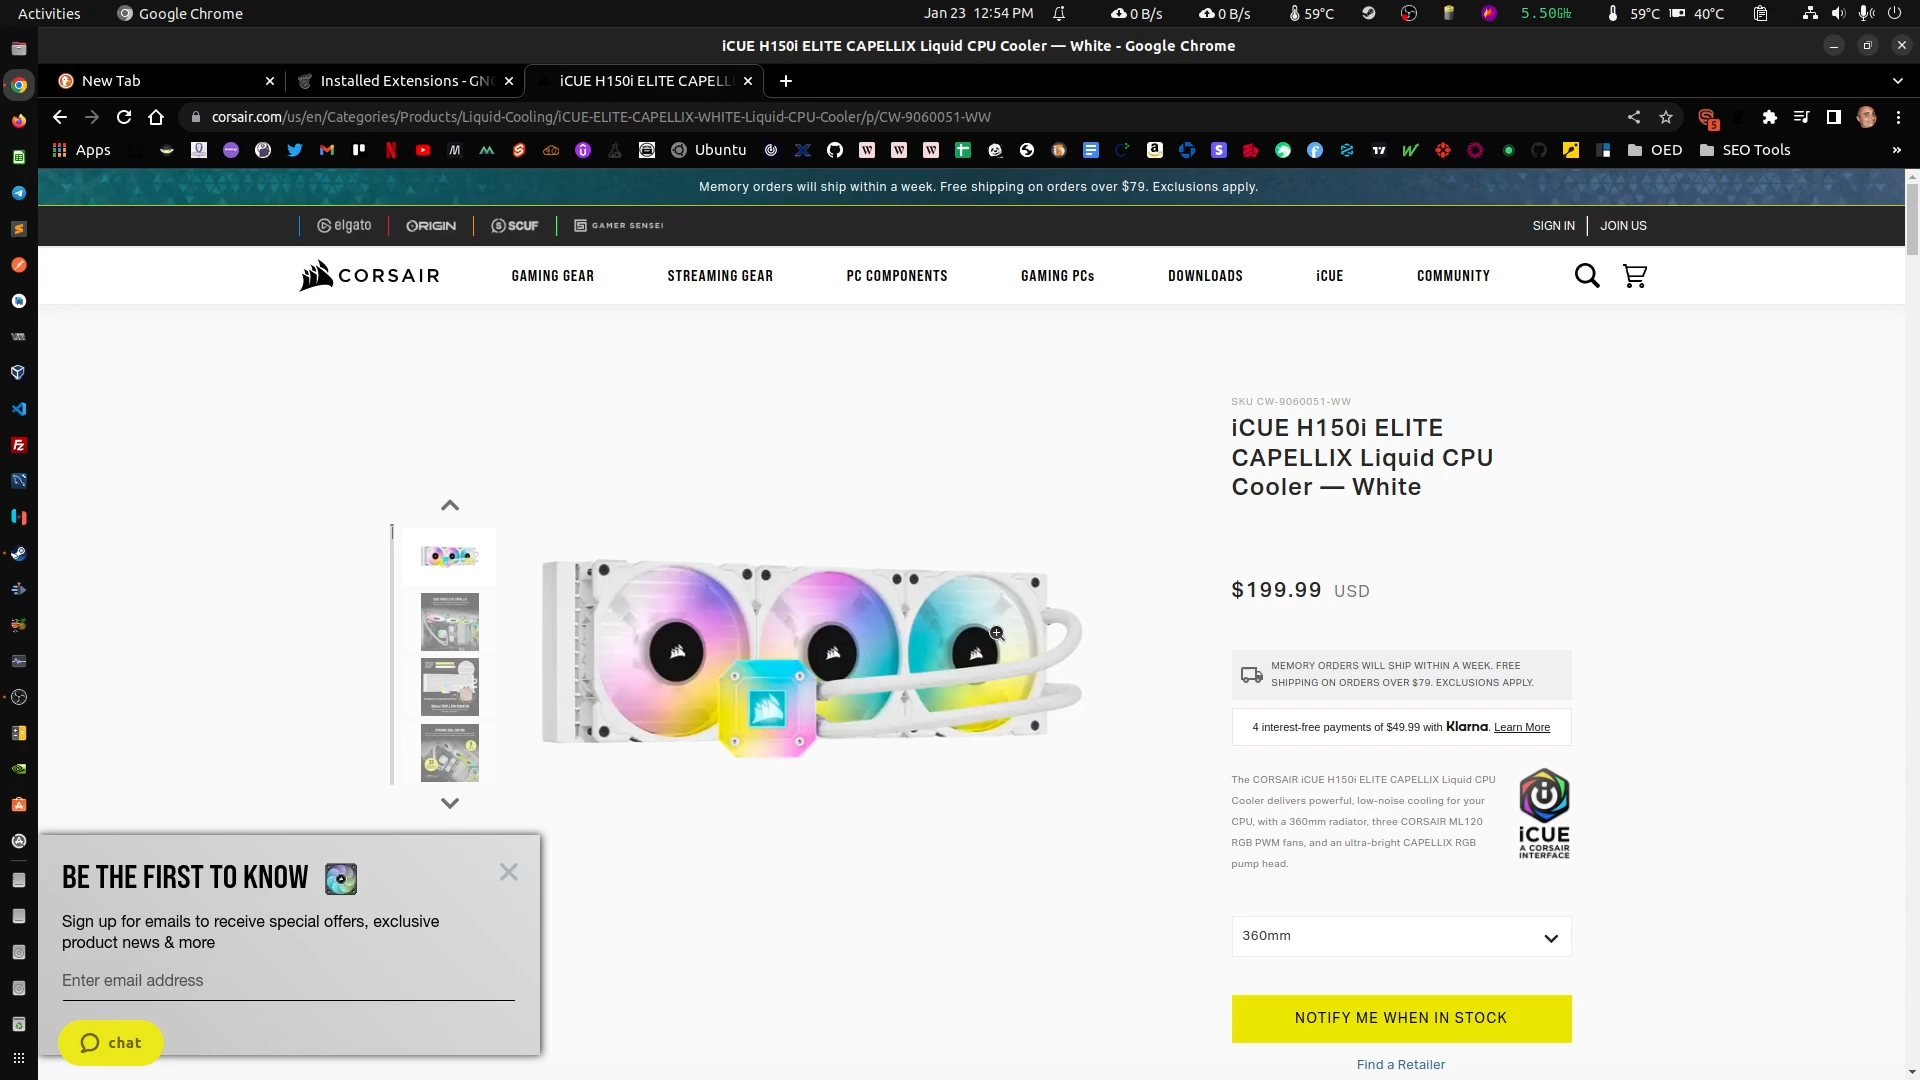 Activities
Google Chrome
Jan 23 12:54 PM
0 B/s
0 B/s
59°C
5.50GHz
59°C
40°C
iCUE H150i ELITE CAPELLIX Liquid CPU Cooler — White - Google Chrome
New Tab
Installed Extensions - GNO
iCUE H150i ELITE CAPELL
corsair.com/us/en/Categories/Products/Liquid-Cooling/iCUE-ELITE-CAPELLIX-WHITE-Liquid-CPU-Cooler/p/CW-9060051-WW
5
Apps
Ubuntu
OED
SEO Tools
Memory orders will ship within a week. Free shipping on orders over $79. Exclusions apply.
elgato
ORIGIN
SCUF
GAMER SENSEI
SIGN IN
JOIN US
CORSAIR
GAMING GEAR
STREAMING GEAR
PC COMPONENTS
GAMING PCs
DOWNLOADS
iCUE
COMMUNITY
SKU CW-9060051-WW
iCUE H150i ELITE
CAPELLIX Liquid CPU
Cooler — White
$199.99 USD
MEMORY ORDERS WILL SHIP WITHIN A WEEK. FREE
SHIPPING ON ORDERS OVER $79. EXCLUSIONS APPLY.
4 interest-free payments of $49.99 with Klarna. Learn More
The CORSAIR iCUE H150i ELITE CAPELLIX Liquid CPU
Cooler delivers powerful, low-noise cooling for your
CPU, with a 360mm radiator, three CORSAIR ML120
RGB PWM fans, and an ultra-bright CAPELLIX RGB
pump head.
iCUE
A CORSAIR
INTERFACE
360mm
NOTIFY ME WHEN IN STOCK
Find a Retailer
BE THE FIRST TO KNOW
Sign up for emails to receive special offers, exclusive
product news & more
Enter email address
chat